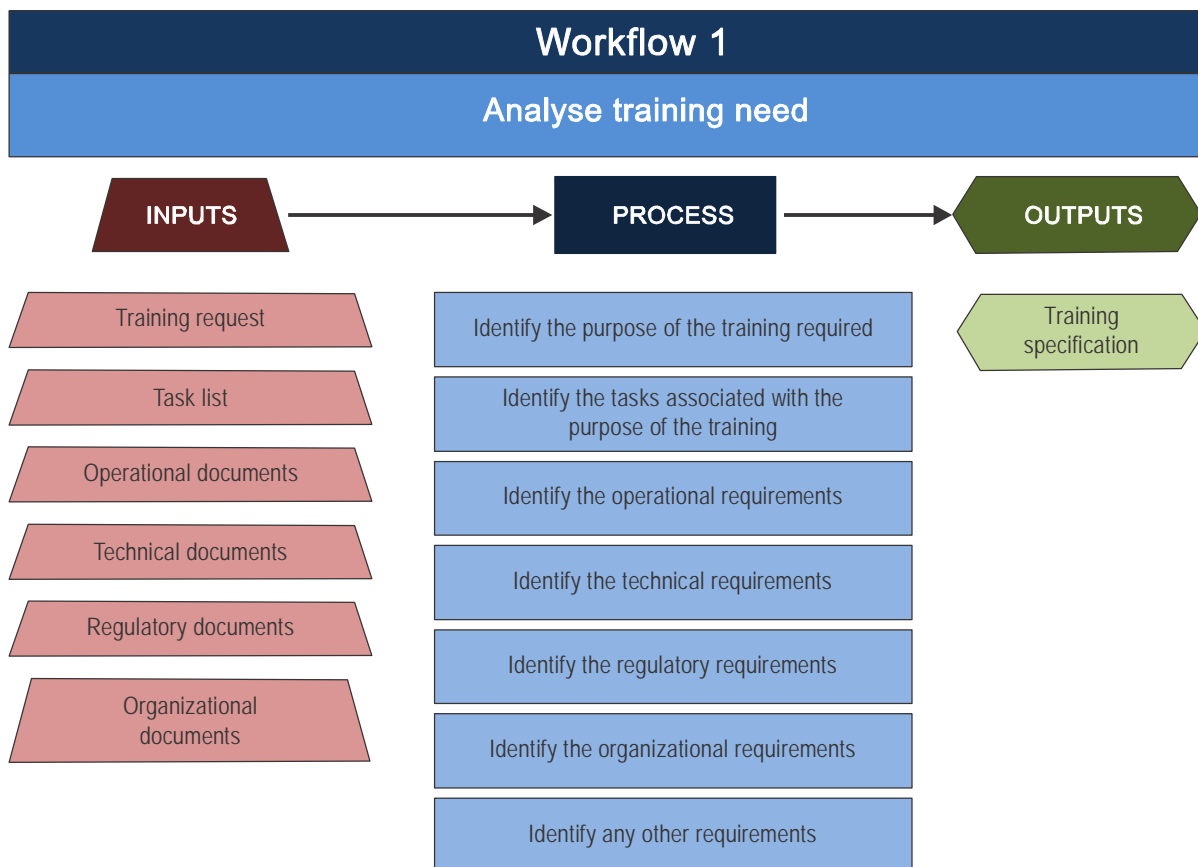 Workflow 1
Analyse training need
INPUTS
PROCESS
OUTPUTS
Training request
Task list
Operational documents
Technical documents
Regulatory documents
Organizational
documents
Identify the purpose of the training required
Identify the tasks associated with the
purpose of the training
Identify the operational requirements
Identify the technical requirements
Identify the regulatory requirements
Identify the organizational requirements
Identify any other requirements
Training
specification